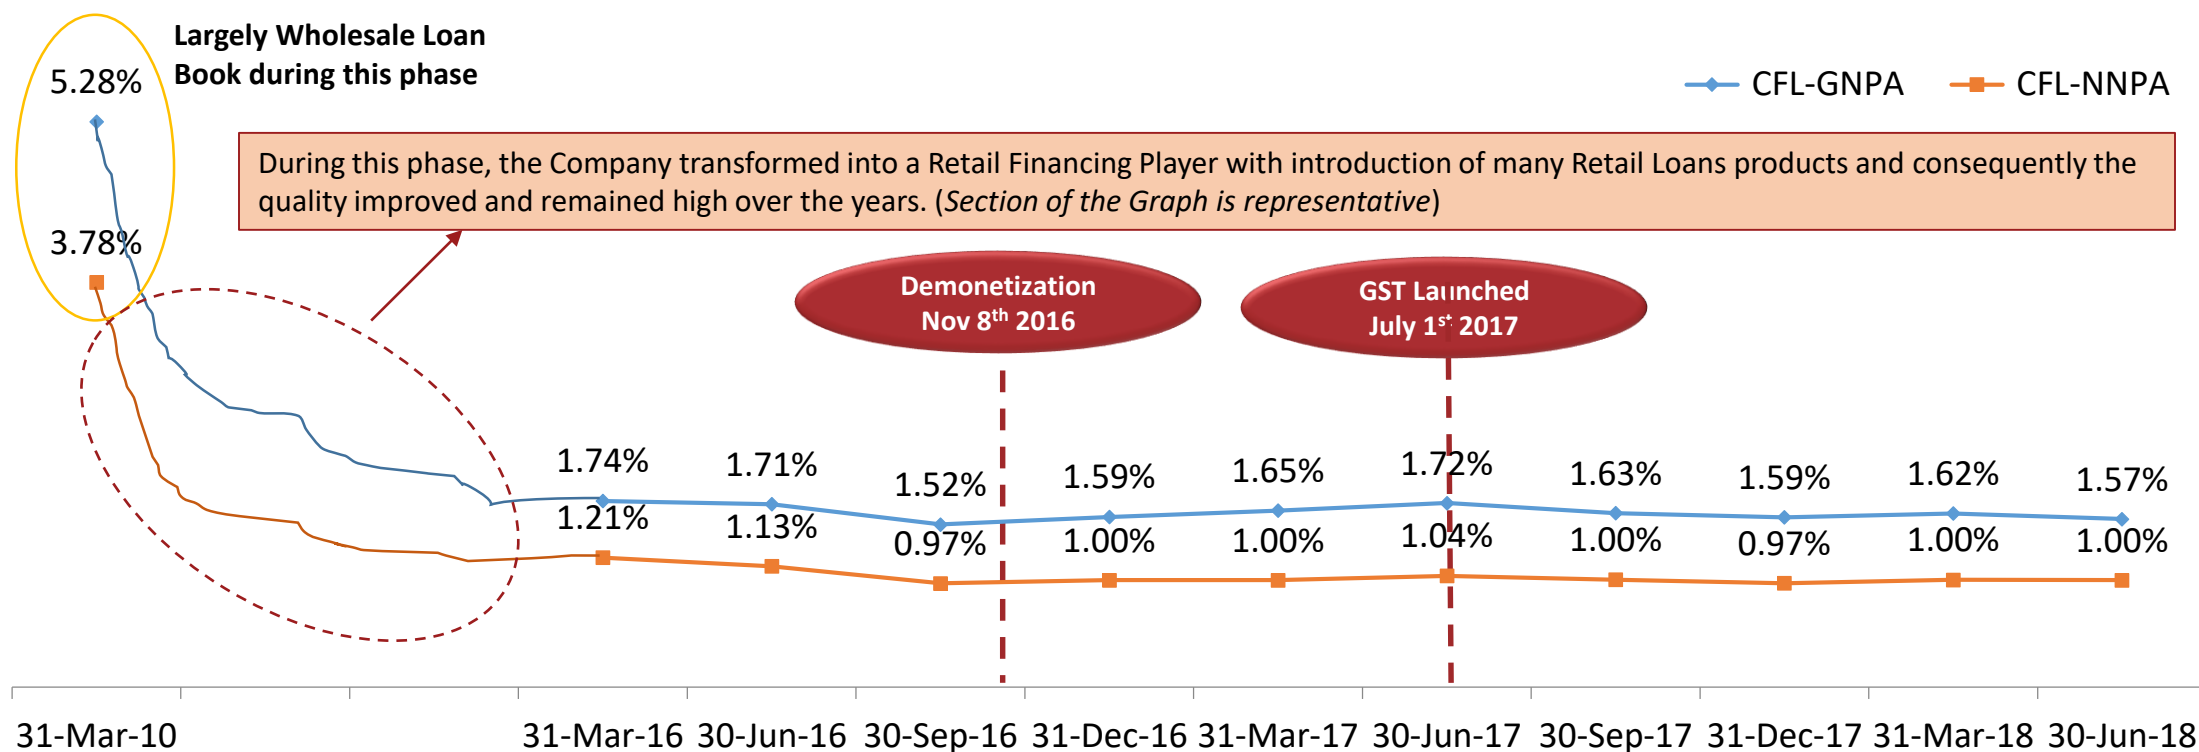 Largely Wholesale Loan
Book during this phase
5.28%
CFL-GNPA
CFL-NNPA
During this phase, the Company transformed into a Retail Financing Player with introduction of many Retail Loans products and consequently the
quality improved and remained high over the years. (Section of the Graph is representative)
3.78%
Demonetization
Nov 8th 2016
GST Launched
July 1st 2017
1.74% 1.71% 1.52% 1.59% 1.65% 1.72% 1.63% 1.59% 1.62% 1.57%
1.21% 1.13% 0.97% 1.00% 1.00% 1.04% 1.00% 0.97% 1.00% 1.00%
31-Mar-10 31-Mar-16 30-Jun-16 30-Sep-16 31-Dec-16 31-Mar-17 30-Jun-17 30-Sep-17 31-Dec-17 31-Mar-18 30-Jun-18